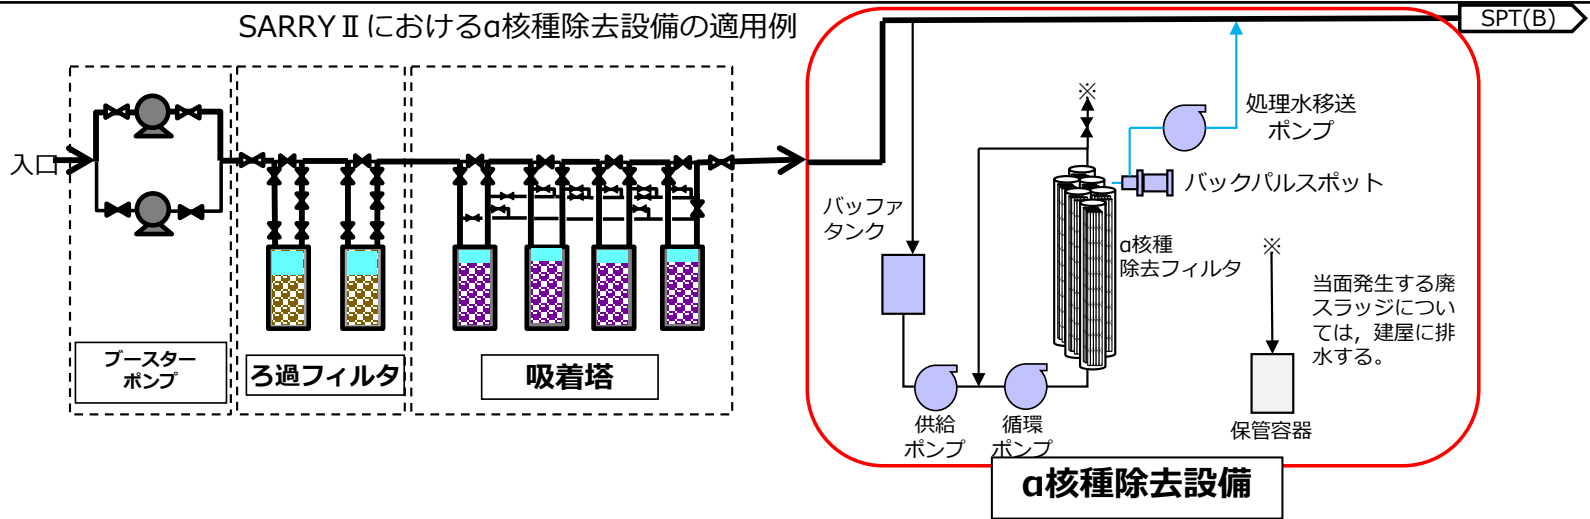 SARRYⅡにおけるα核種除去設備の適用例
SPT(B)
入口
ブースター
ポンプ
ろ過フィルタ
吸着塔
※
処理水移送
ポンプ
バックパルスポット
バッファ
タンク
α核種
除去フィルタ
※
当面発生する廃
スラッジについ
ては，建屋に排
水する。
供給
ポンプ
循環
ポンプ
保管容器
α核種除去設備